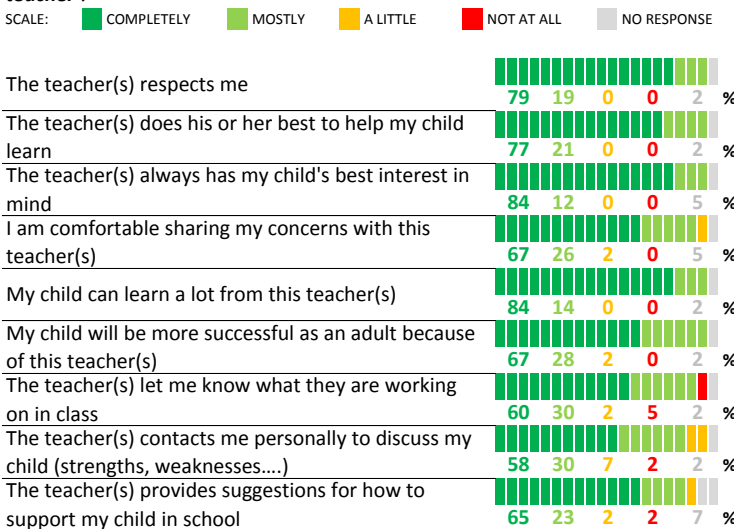 SCALE: COMPLETELY MOSTLY A LITTLE NOT AT ALL NO RESPONSE
The teacher(s) respects me
79 19 0 0 2 %
The teacher(s) does his or her best to help my child
learn
77 21 0 0 2 %
The teacher(s) always has my child's best interest in
mind
84 12 0 0 5 %
I am comfortable sharing my concerns with this
teacher(s)
67 26 2 0 5 %
My child can learn a lot from this teacher(s)
84 14 0 0 2 %
My child will be more successful as an adult because
of this teacher(s)
67 28 2 0 2 %
The teacher(s) let me know what they are working
on in class
60 30 2 5 2 %
The teacher(s) contacts me personally to discuss my
child (strengths, weaknesses....)
58 30 7 2 2 %
The teacher(s) provides suggestions for how to
support my child in school
65 23 2 2 7 %